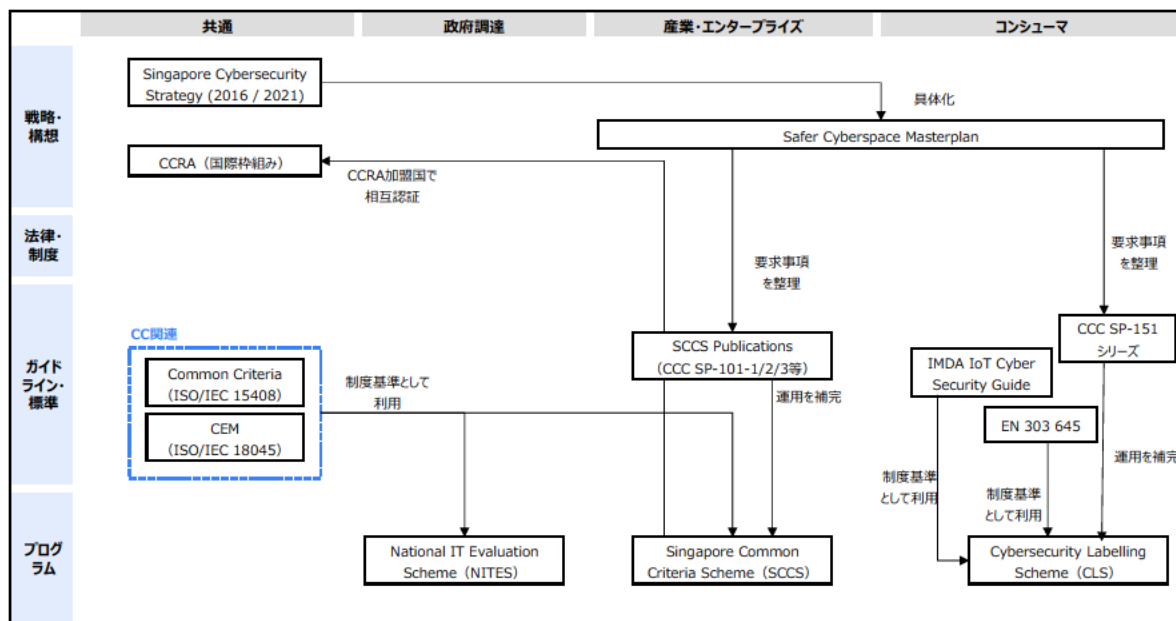 共通
政府調達
産業・エンタープライズ
コンシューマ
戦略・
構想
Singapore Cybersecurity
Strategy (2016 / 2021)
具体化
Safer Cyberspace Masterplan
CCRA（国際枠組み）
CCRA加盟国で
相互認証
法律・
制度
要求事項
を整理
要求事項
を整理
ガイド
ライン・
標準
CC関連
Common Criteria
(ISO/IEC 15408)
CEM
(ISO/IEC 18045)
制度基準として
利用
SCCS Publications
(CCC SP-101-1/2/3等)
運用を補完
CCC SP-151
シリーズ
IMDA IoT Cyber
Security Guide
EN 303 645
運用を補完
制度基準
として利用
制度基準
として利用
プログ
ラム
National IT Evaluation
Scheme（NITES）
Singapore Common
Criteria Scheme（SCCS）
Cybersecurity Labelling
Scheme（CLS）